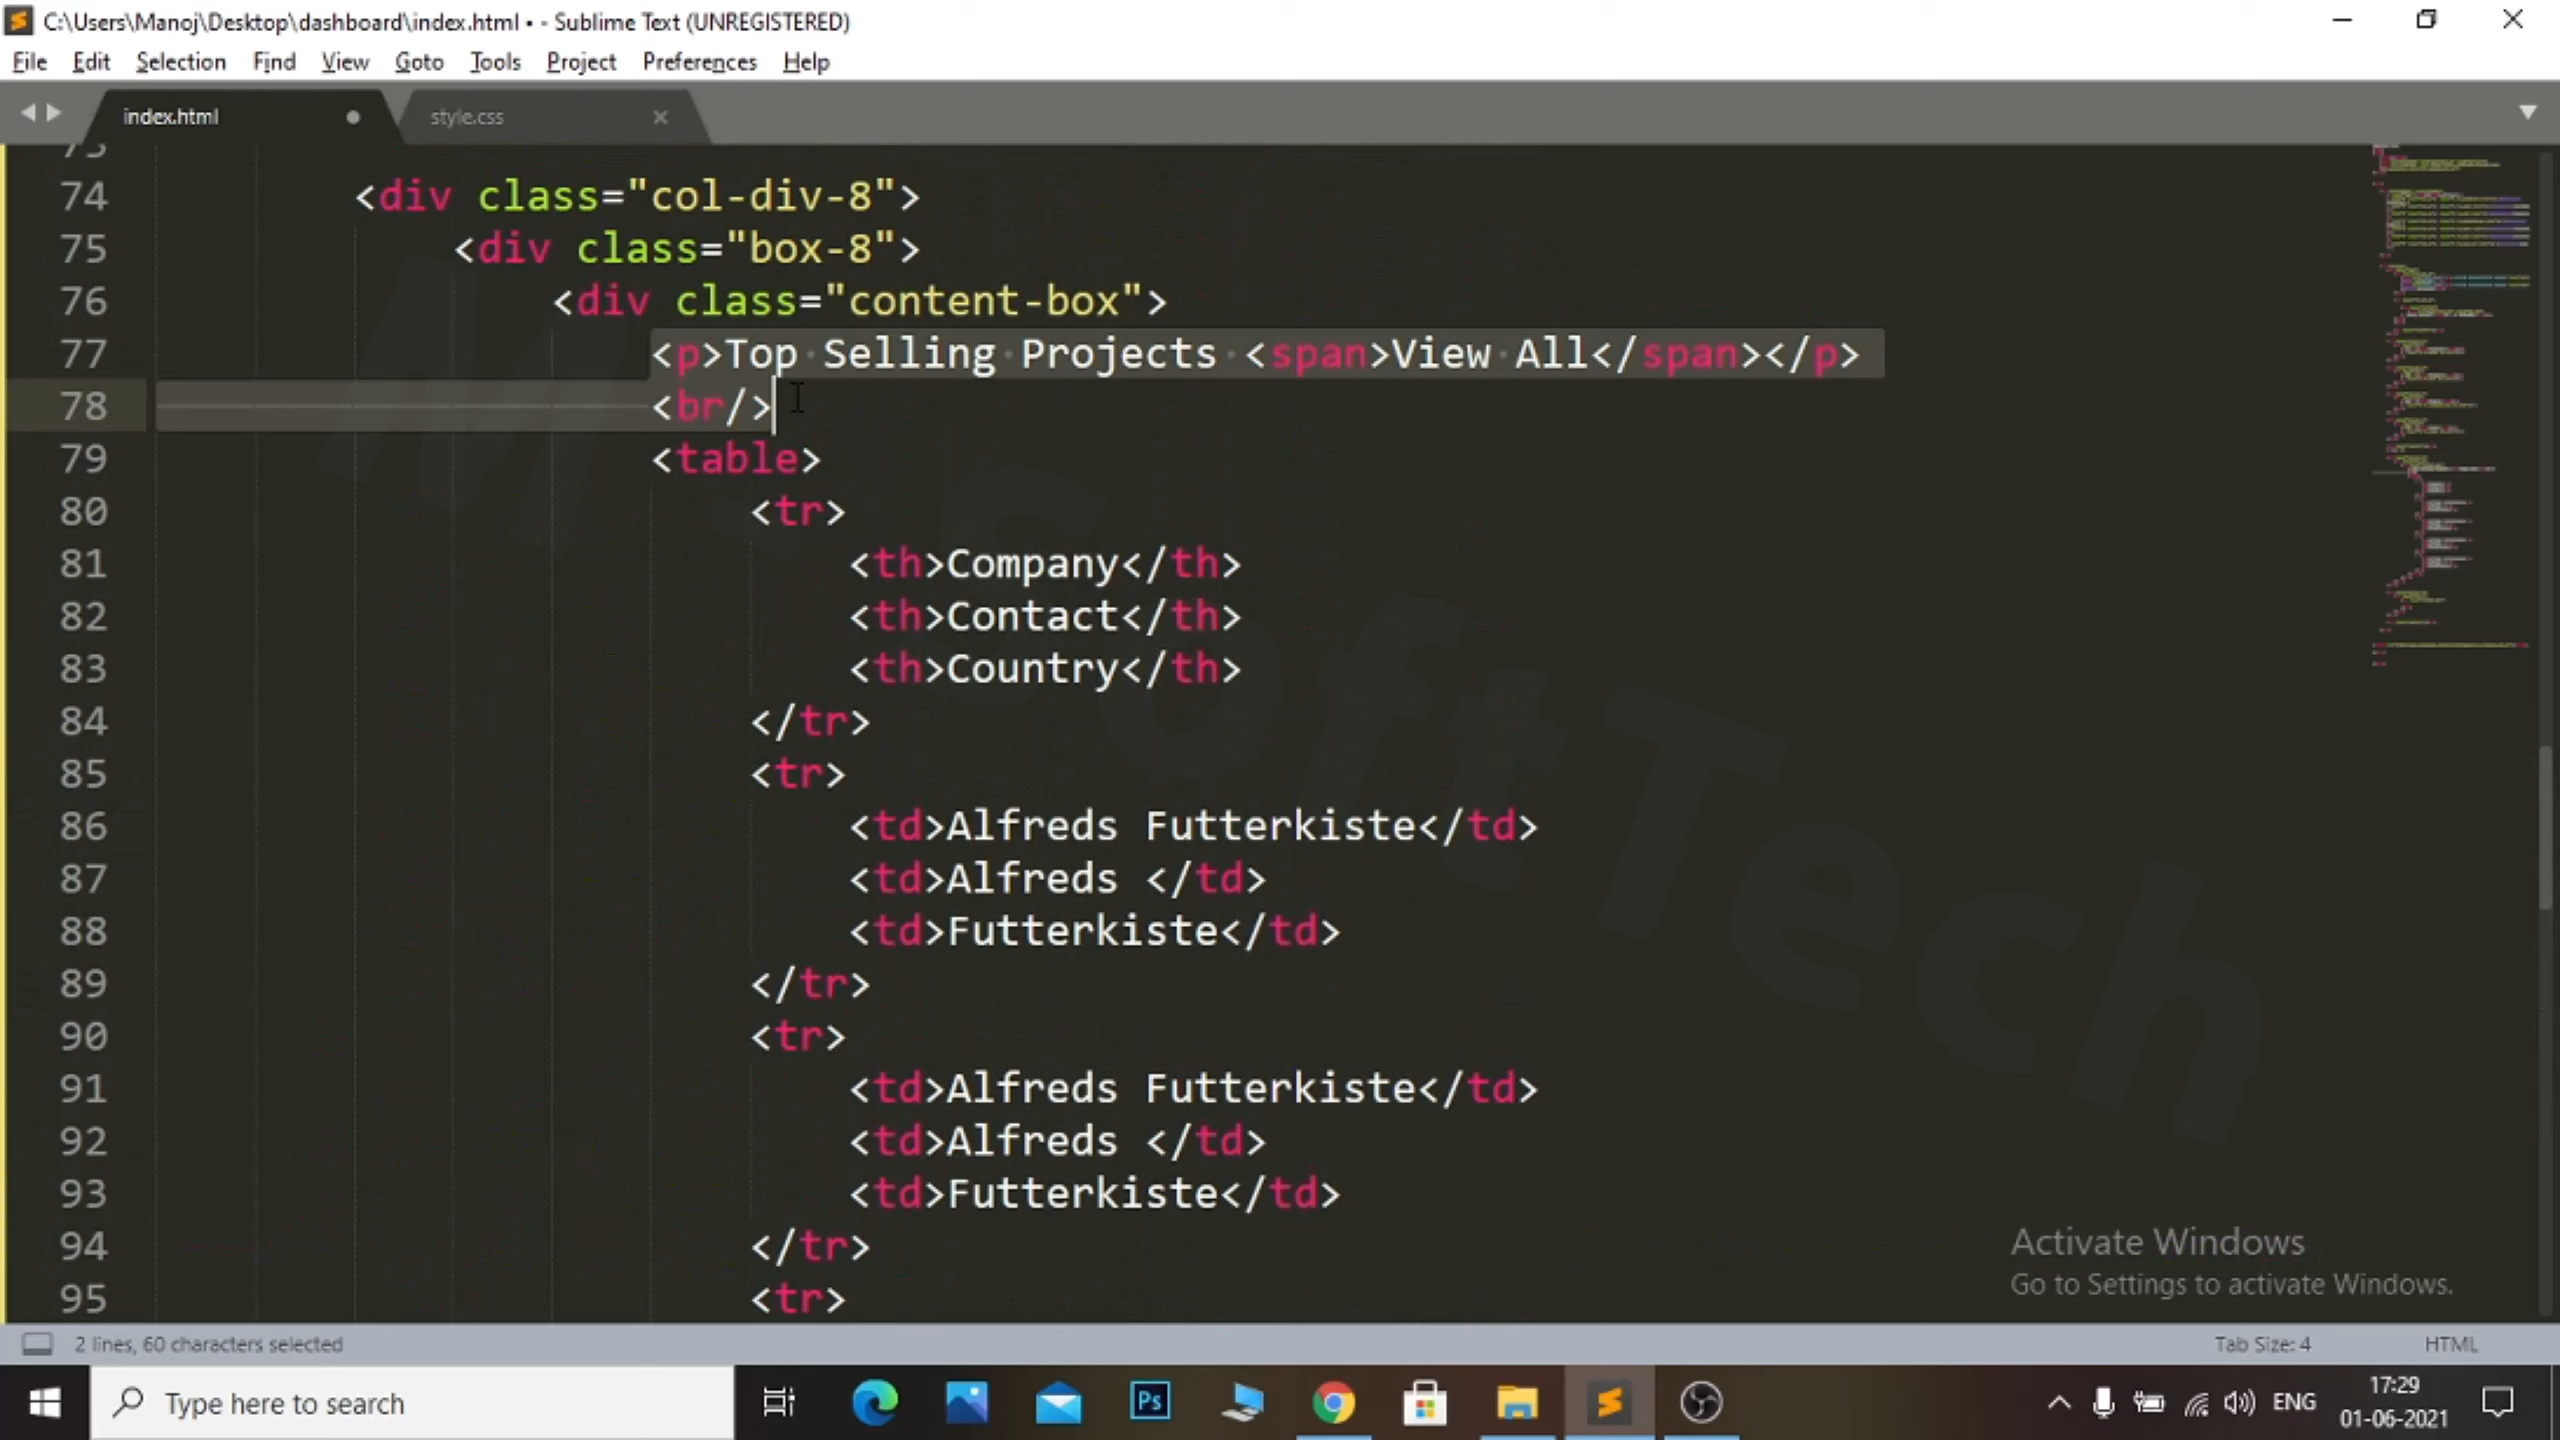 C:\Users\Manoj\Desktop\dashboard\index.html • - Sublime Text (UNREGISTERED)
File Edit Selection Find View Goto Tools Project Preferences Help
index.html style.css
73
74 <div class="col-div-8">
75 <div class="box-8">
76 <div class="content-box">
77 <p>Top Selling Projects <span>View All</span></p>
78 <br/>
79 <table>
80 <tr>
81 <th>Company</th>
82 <th>Contact</th>
83 <th>Country</th>
84 </tr>
85 <tr>
86 <td>Alfreds Futterkiste</td>
87 <td>Alfreds </td>
88 <td>Futterkiste</td>
89 </tr>
90 <tr>
91 <td>Alfreds Futterkiste</td>
92 <td>Alfreds </td>
93 <td>Futterkiste</td>
94 </tr>
95 <tr>
Activate Windows
Go to Settings to activate Windows.
2 lines, 60 characters selected Tab Size: 4 HTML
Type here to search Ps ENG 17:29
01-06-2021